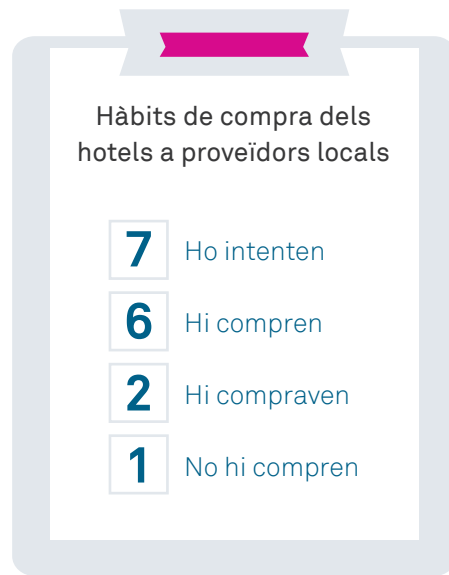 Hàbits de compra dels
hotels a proveïdors locals
7 Ho intenten
6 Hi compren
2 Hi compraven
1 No hi compren